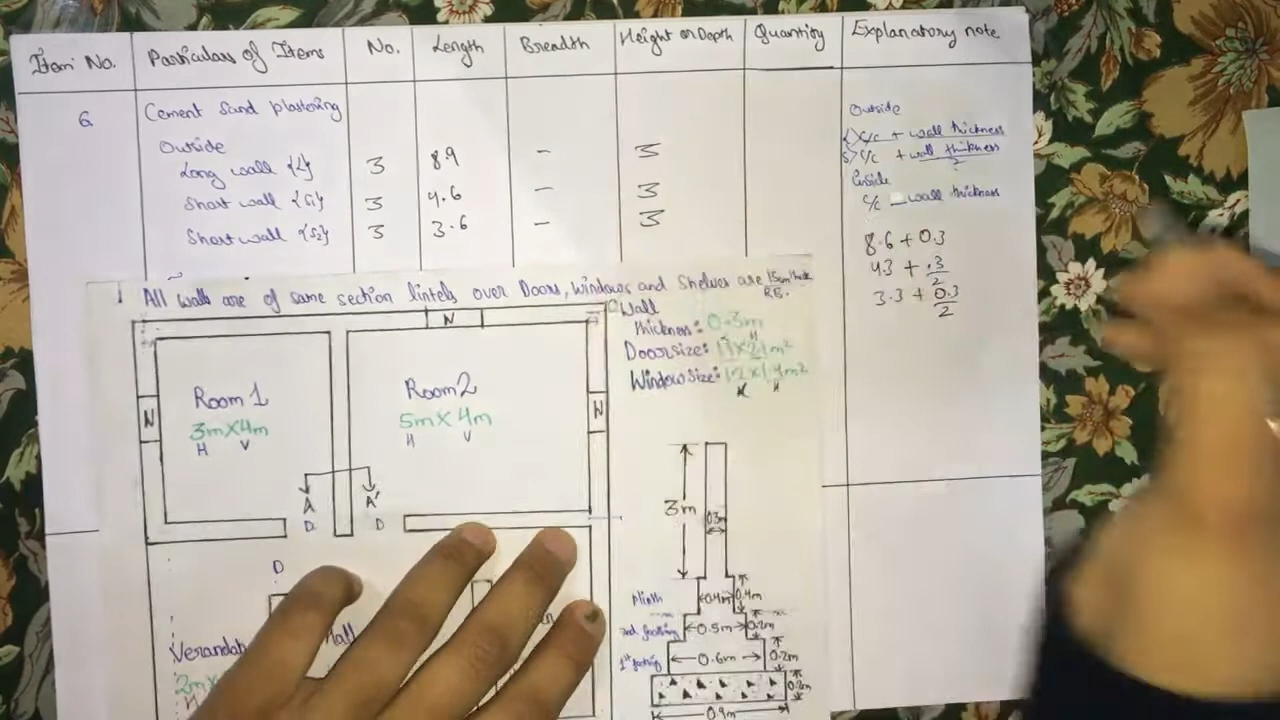 Item No. Particulars of Items No. Length Breadth Height or Depth Quantity Explanatory note
6 Cement Sand plastering
Outside
Long wall {L} 3 8.9 - 3
Short wall {S1} 3 4.6 - 3
Short wall {S2} 3 3.6 - 3
Outside
L> c/c + wall thickness
S> c/c + wall thickness
2
Inside
c/c - wall thickness
8.6 + 0.3
4.3 + .3
2
3.3 + 0.3
2
All walls are of same section lintels over Doors, windows and Shelves are 15cm thick
R.B.
Wall
thickness: 0.3m
H
Door size: 1.1 X 2.1 m²
Window size: 1.2 X 1.4 m²
H
W
Room 1
3m X 4m
H V
W
Room 2
5m X 4m
H V
W
A A'
D D
D
Verandah Hall
2m
H
3m
0.3m
Plinth 0.4m 0.4m
2nd footing 0.5m 0.2m
1st footing 0.6m 0.2m
0.2m
0.9m